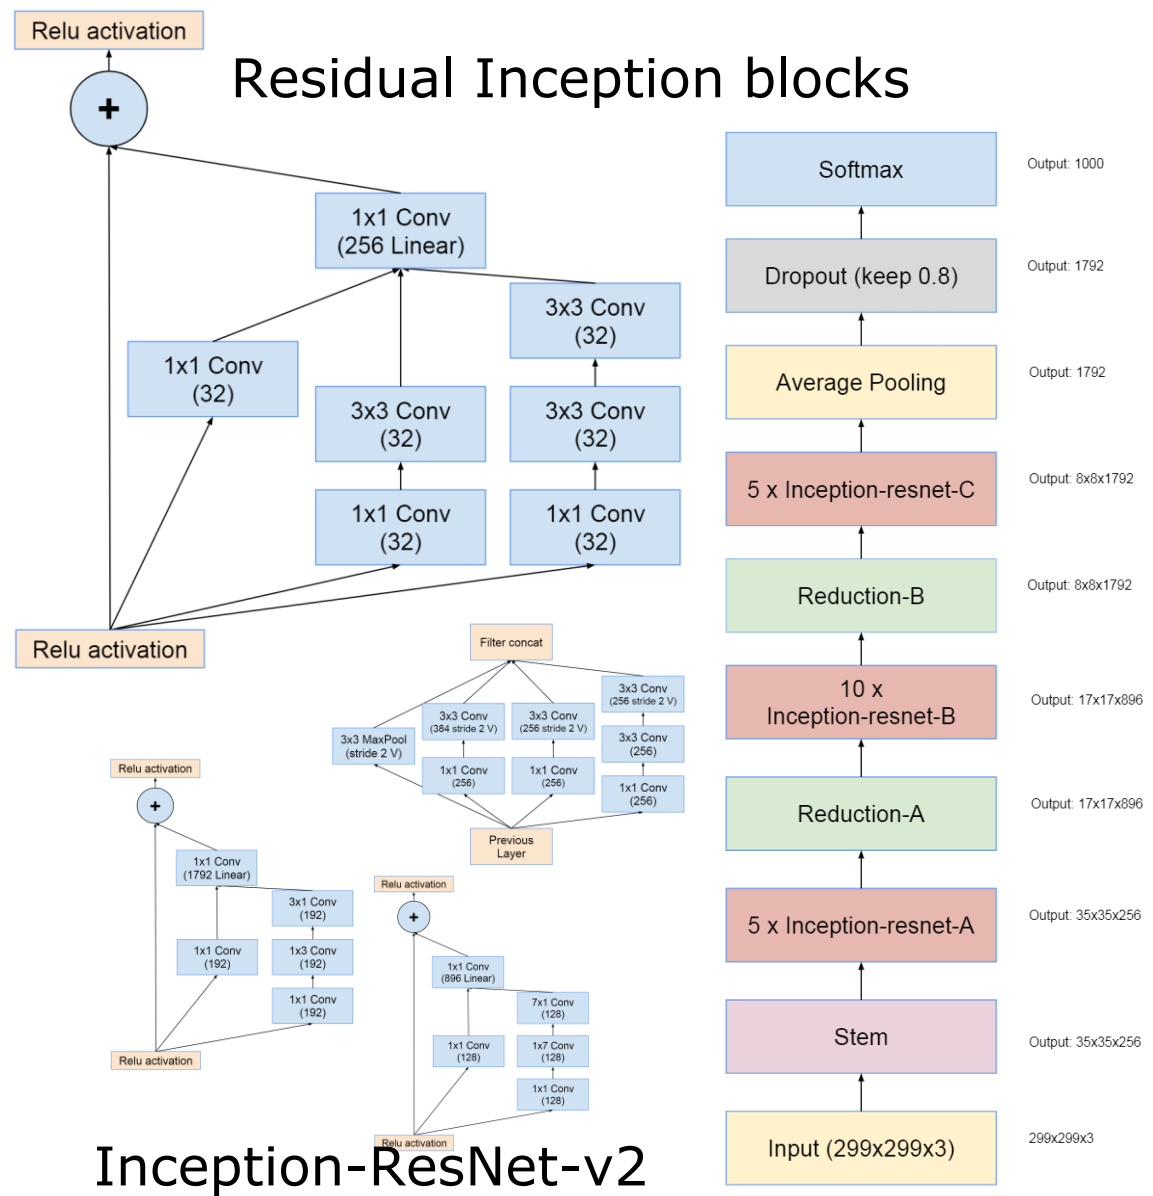 Relu activation
+
Residual Inception blocks
1x1 Conv
(256 Linear)
3x3 Conv
(32)
1x1 Conv
(32)
3x3 Conv
(32)
3x3 Conv
(32)
1x1 Conv
(32)
1x1 Conv
(32)
Relu activation
Filter concat
3x3 Conv
(256 stride 2 V)
3x3 Conv
(384 stride 2 V)
3x3 Conv
(256 stride 2 V)
3x3 MaxPool
(stride 2 V)
3x3 Conv
(256)
1x1 Conv
(256)
1x1 Conv
(256)
1x1 Conv
(256)
Previous
Layer
Relu activation
+
1x1 Conv
(1792 Linear)
3x1 Conv
(192)
1x1 Conv
(192)
1x3 Conv
(192)
1x1 Conv
(192)
Relu activation
Relu activation
+
1x1 Conv
(896 Linear)
7x1 Conv
(128)
1x1 Conv
(128)
1x7 Conv
(128)
1x1 Conv
(128)
Relu activation
Inception-ResNet-v2
Softmax
Output: 1000
Dropout (keep 0.8)
Output: 1792
Average Pooling
Output: 1792
5 x Inception-resnet-C
Output: 8x8x1792
Reduction-B
Output: 8x8x1792
10 x
Inception-resnet-B
Output: 17x17x896
Reduction-A
Output: 17x17x896
5 x Inception-resnet-A
Output: 35x35x256
Stem
Output: 35x35x256
Input (299x299x3)
299x299x3